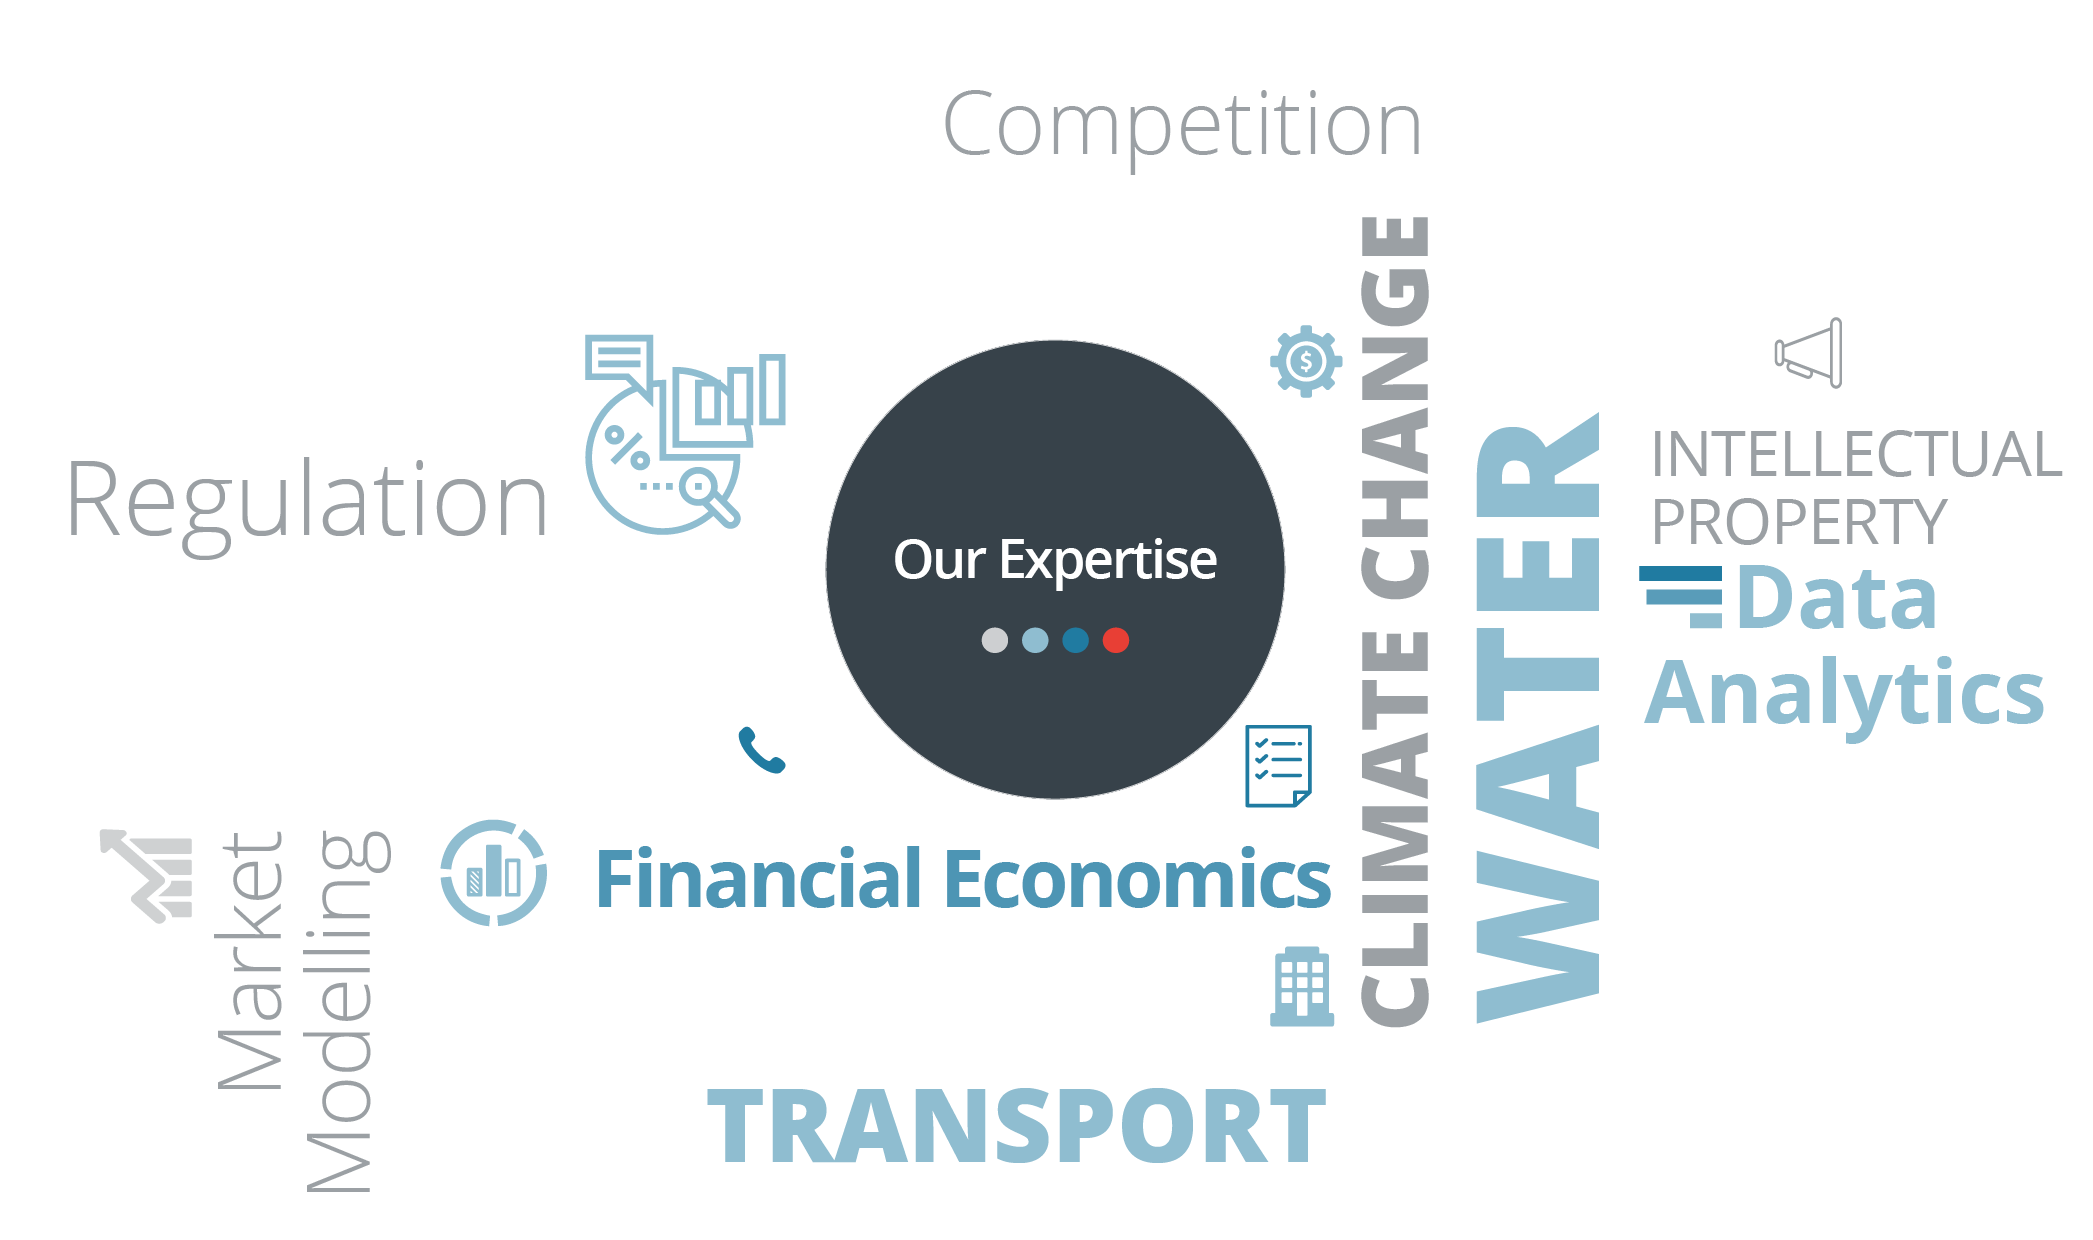 Competition
Regulation
Our Expertise
CLIMATE CHANGE
WATER
INTELLECTUAL
PROPERTY
Data
Analytics
Financial Economics
Market
Modelling
TRANSPORT
$
%